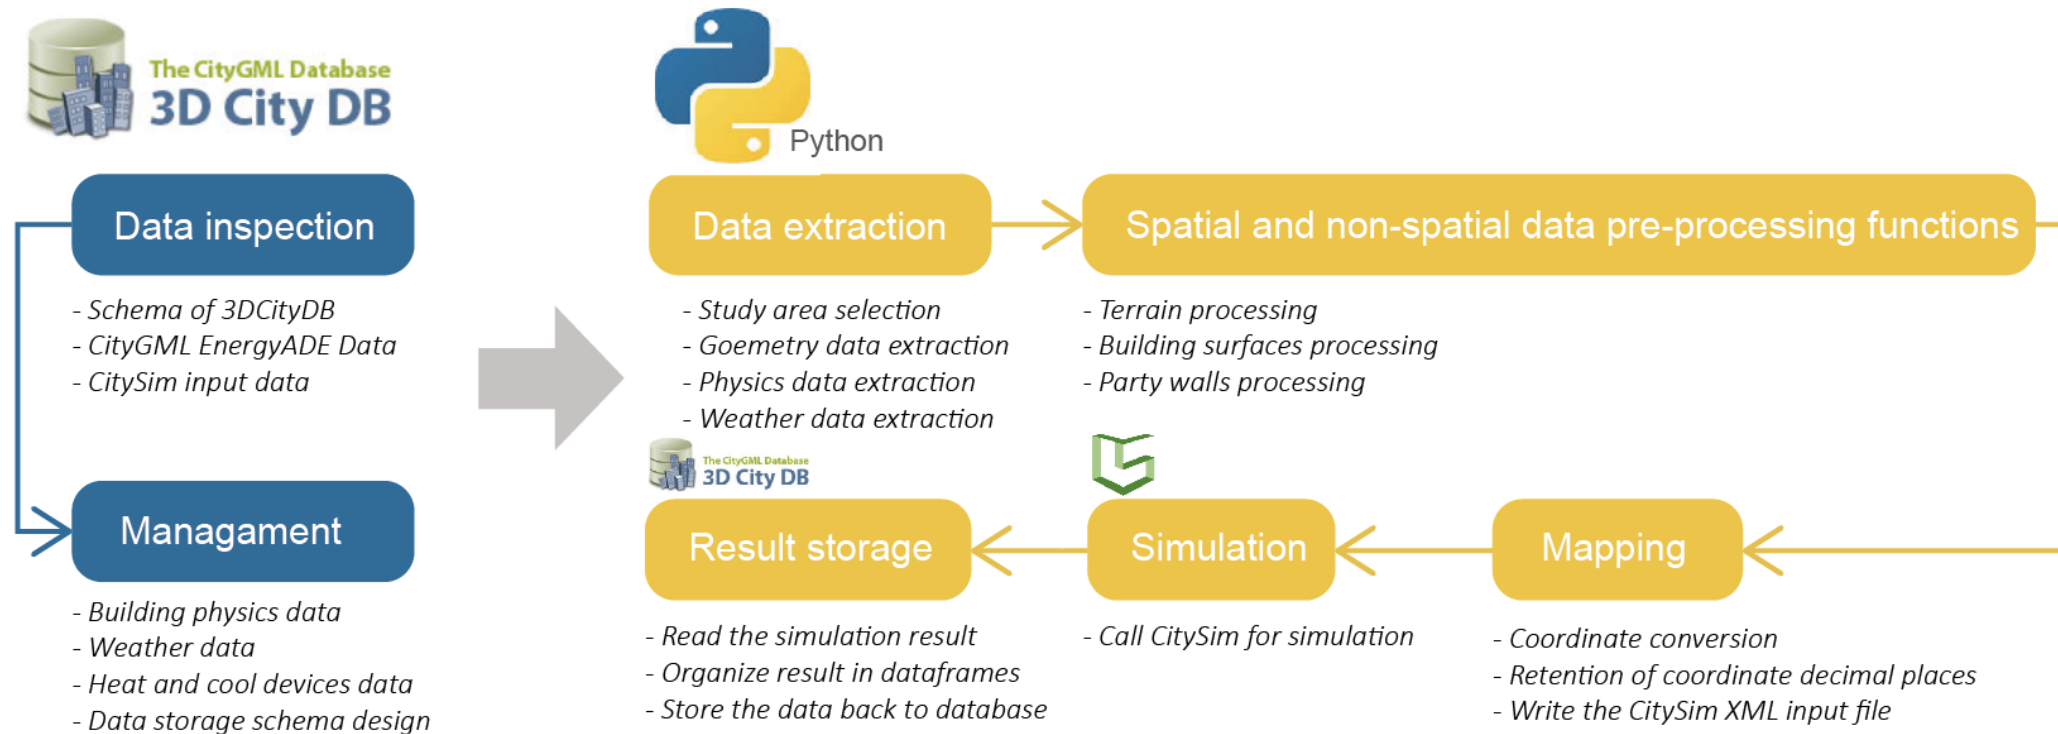 The CityGML Database
3D City DB
Data inspection
- Schema of 3DCityDB
- CityGML EnergyADE Data
- CitySim input data
Managament
- Building physics data
- Weather data
- Heat and cool devices data
- Data storage schema design
Python
Data extraction
- Study area selection
- Goemetry data extraction
- Physics data extraction
- Weather data extraction
Spatial and non-spatial data pre-processing functions
- Terrain processing
- Building surfaces processing
- Party walls processing
Mapping
- Coordinate conversion
- Retention of coordinate decimal places
- Write the CitySim XML input file
Simulation
- Call CitySim for simulation
The CityGML Database
3D City DB
Result storage
- Read the simulation result
- Organize result in dataframes
- Store the data back to database